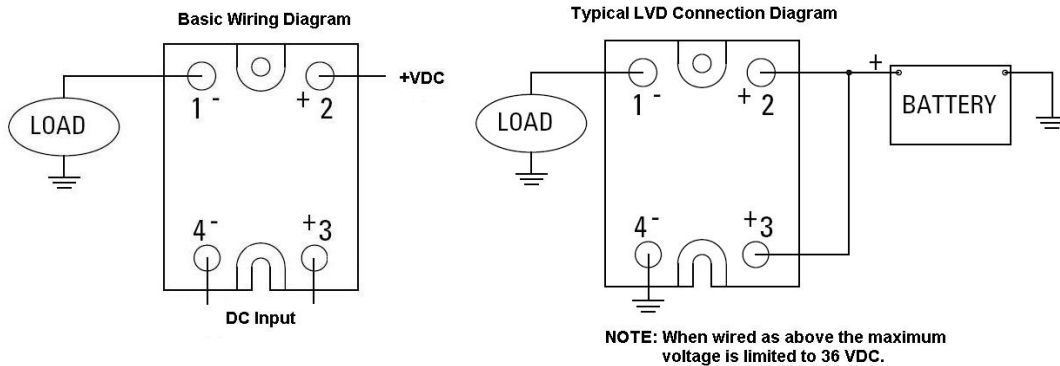 Basic Wiring Diagram
1 -
+ 2
+VDC
LOAD
4 -
+3
DC Input
Typical LVD Connection Diagram
1 -
+ 2
+
BATTERY
LOAD
4 -
+3
NOTE: When wired as above the maximum
voltage is limited to 36 VDC.